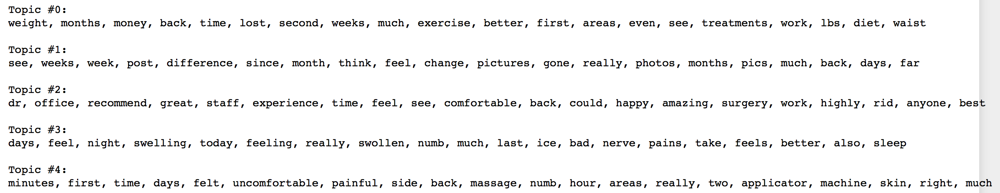 Topic #0:
weight, months, money, back, time, lost, second, weeks, much, exercise, better, first, areas, even, see, treatments, work, lbs, diet, waist
Topic #1:
see, weeks, week, post, difference, since, month, think, feel, change, pictures, gone, really, photos, months, pics, much, back, days, far
Topic #2:
dr, office, recommend, great, staff, experience, time, feel, see, comfortable, back, could, happy, amazing, surgery, work, highly, rid, anyone, best
Topic #3:
days, feel, night, swelling, today, feeling, really, swollen, numb, much, last, ice, bad, nerve, pains, take, feels, better, also, sleep
Topic #4:
minutes, first, time, days, felt, uncomfortable, painful, side, back, massage, numb, hour, areas, really, two, applicator, machine, skin, right, much